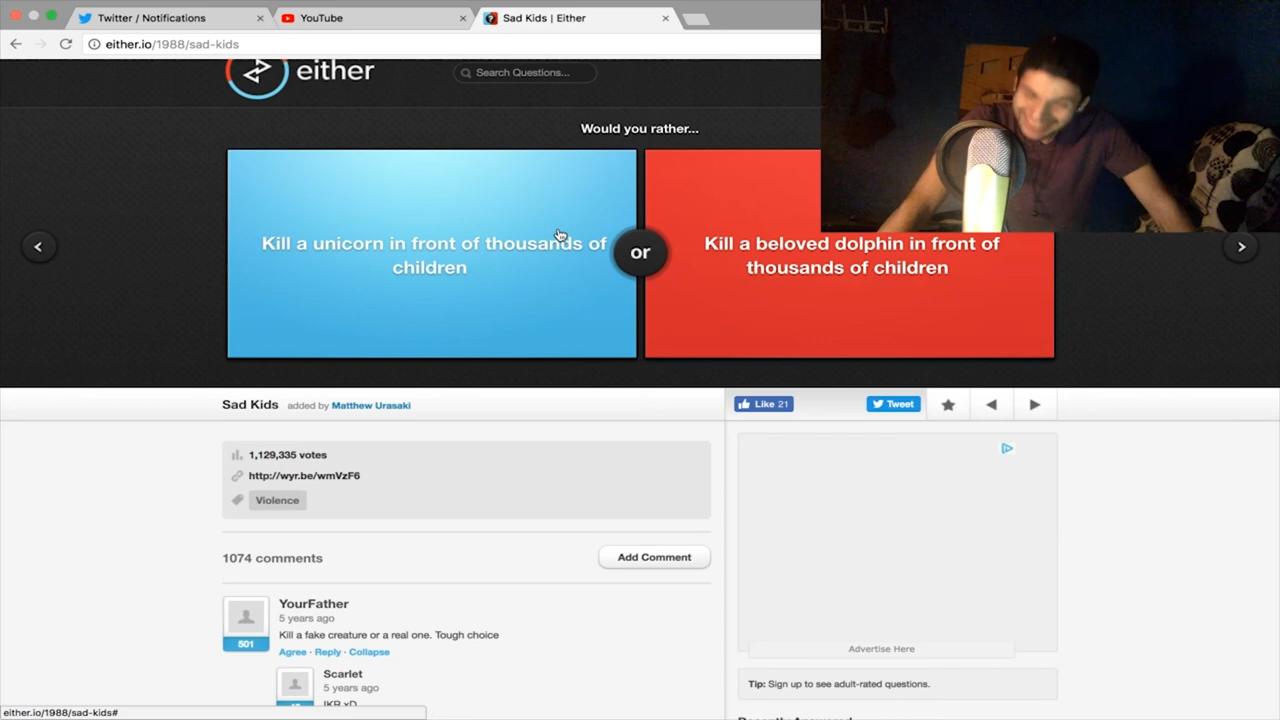 Twitter / Notifications
YouTube
Sad Kids | Either
either.io/1988/sad-kids
either
Search Questions...
Would you rather...
Kill a unicorn in front of thousands of
children
or
Kill a beloved dolphin in front of
thousands of children
Sad Kids added by Matthew Urasaki
Like 21
Tweet
1,129,335 votes
http://wyr.be/wmVzF6
Violence
1074 comments
Add Comment
YourFather
5 years ago
Kill a fake creature or a real one. Tough choice
501
Agree · Reply · Collapse
Scarlet
5 years ago
IKR xD
Advertise Here
Tip: Sign up to see adult-rated questions.
Recently Answered
either.io/1988/sad-kids#